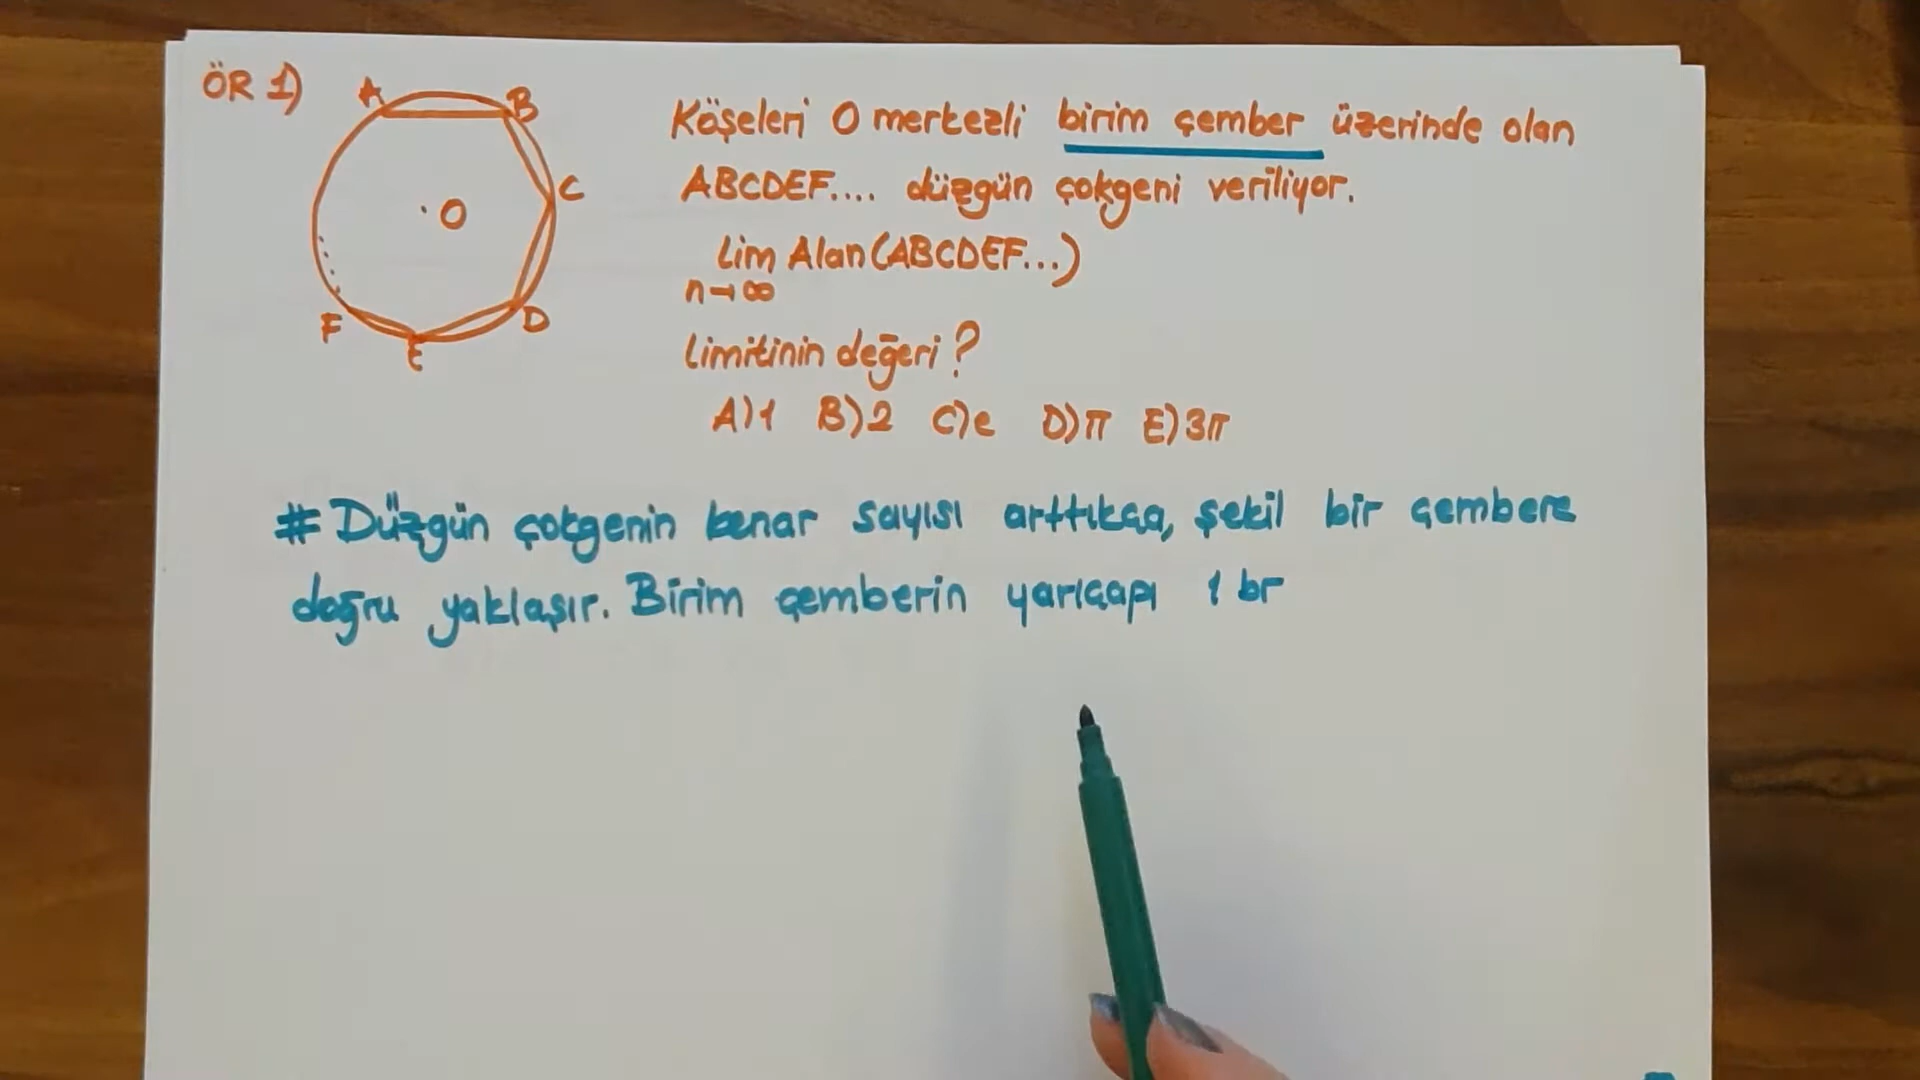 ÖR 1)
A
B
C
O
D
E
F
Köşeleri O merkezli birim çember üzerinde olan
ABCDEF.... düzgün çokgeni veriliyor.
Lim Alan(ABCDEF...)
n→∞
Limitinin değeri?
A)1 B)2 C)e D)π E)3π
# Düzgün çokgenin kenar sayısı arttıkça, şekil bir çembere
doğru yaklaşır. Birim çemberin yarıçapı 1 br